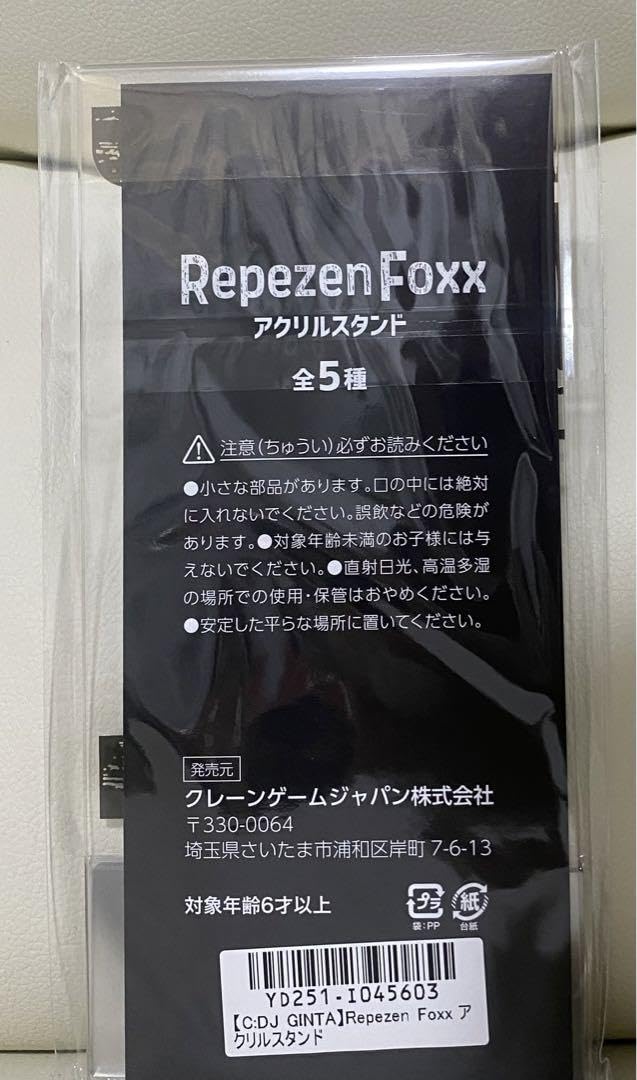 Repezen Foxx
アクリルスタンド
全5種
注意(ちゅうい)必ずお読みください
●小さな部品があります。口の中には絶対
に入れないでください。誤飲などの危険が
あります。●対象年齢未満のお子様には与
えないでください。●直射日光、高温多湿
の場所での使用・保管はおやめください。
●安定した平らな場所に置いてください。
発売元
クレーンゲームジャパン株式会社
〒330-0064
埼玉県さいたま市浦和区岸町 7-6-13
対象年齢6才以上
プラ 紙
袋:PP 台紙
YD251-I045603
【C:DJ GINTA】Repezen Foxx ア
クリルスタンド